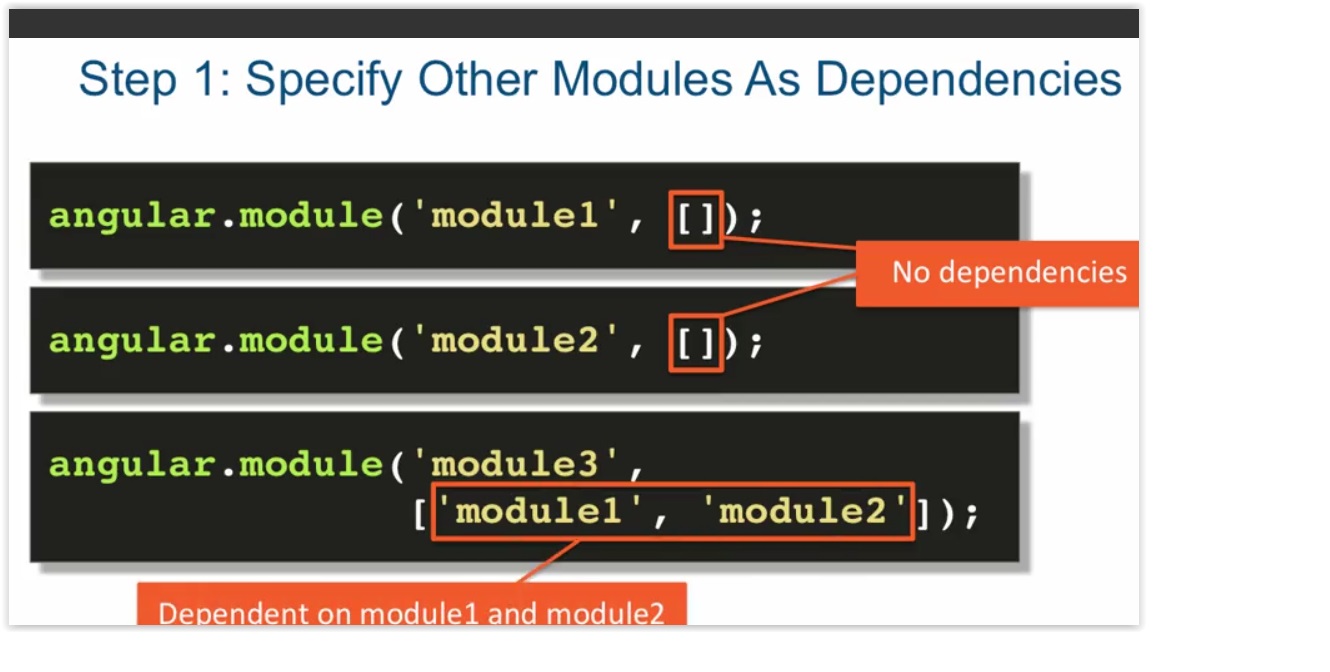 Step 1: Specify Other Modules As Dependencies
angular.module('module1', []);
No dependencies
angular.module('module2', []);
angular.module('module3',
['module1', 'module2']);
Dependent on module1 and module2